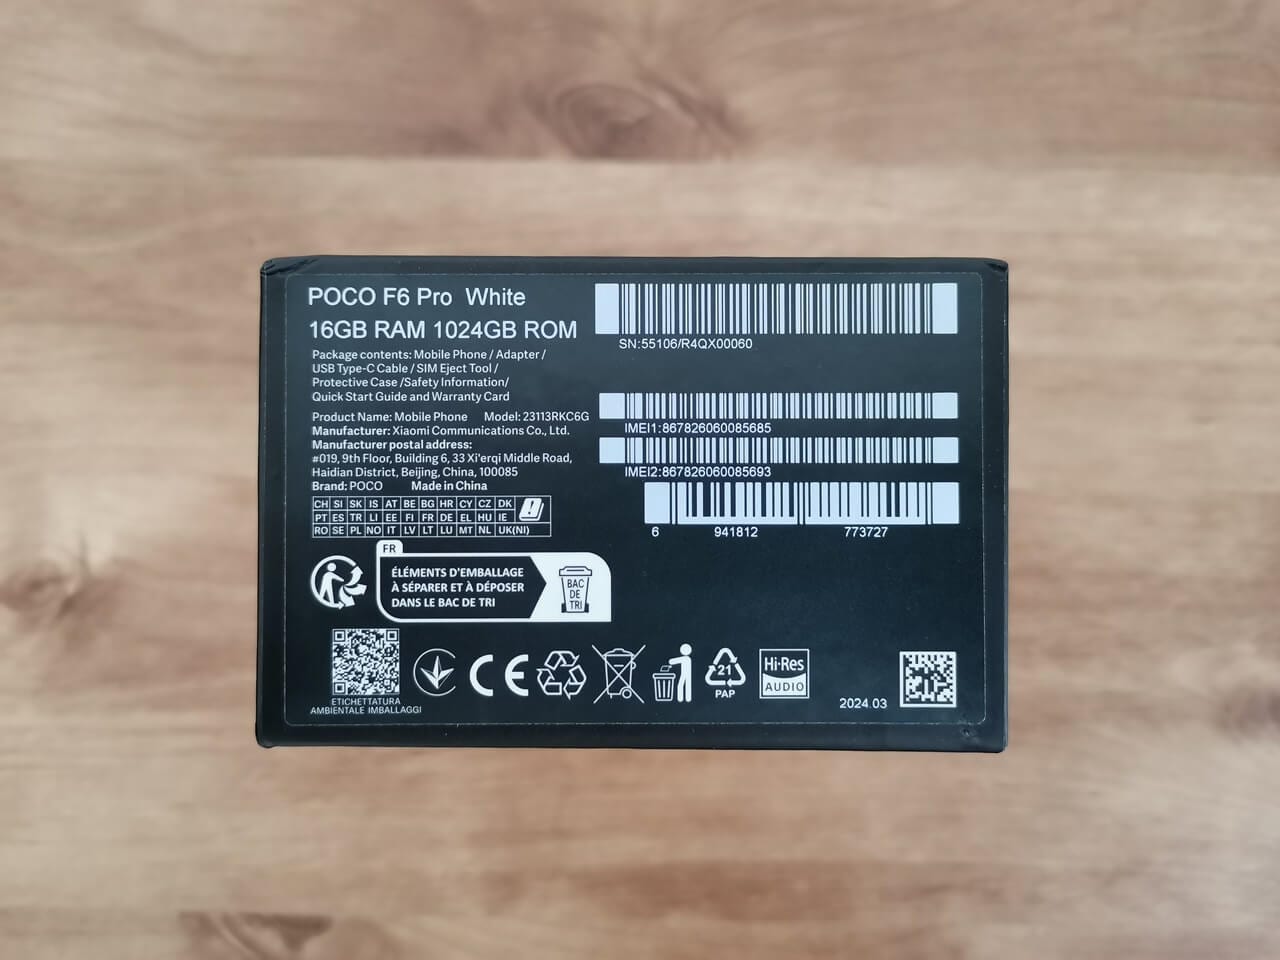 POCO F6 Pro White
16GB RAM 1024GB ROM
Package contents: Mobile Phone / Adapter /
USB Type-C Cable / SIM Eject Tool /
Protective Case /Safety Information/
Quick Start Guide and Warranty Card
Product Name: Mobile Phone Model: 23113RKC6G
Manufacturer: Xiaomi Communications Co., Ltd.
Manufacturer postal address:
#019, 9th Floor, Building 6, 33 Xi'erqi Middle Road,
Haidian District, Beijing, China, 100085
Brand: POCO Made in China
CH SI SK IS AT BE BG HR CY CZ DK
PT ES TR LI EE FI FR DE EL HU IE
RO SE PL NO IT LV LT LU MT NL UK(NI)
SN:55106/R4QX00060
IMEI1:867826060085685
IMEI2:867826060085693
6 941812 773727
FR
ÉLÉMENTS D'EMBALLAGE
À SÉPARER ET À DÉPOSER
DANS LE BAC DE TRI
BAC
DE
TRI
ETICHETTATURA
AMBIENTALE IMBALLAGGI
CE
21
PAP
Hi-Res
AUDIO
2024.03